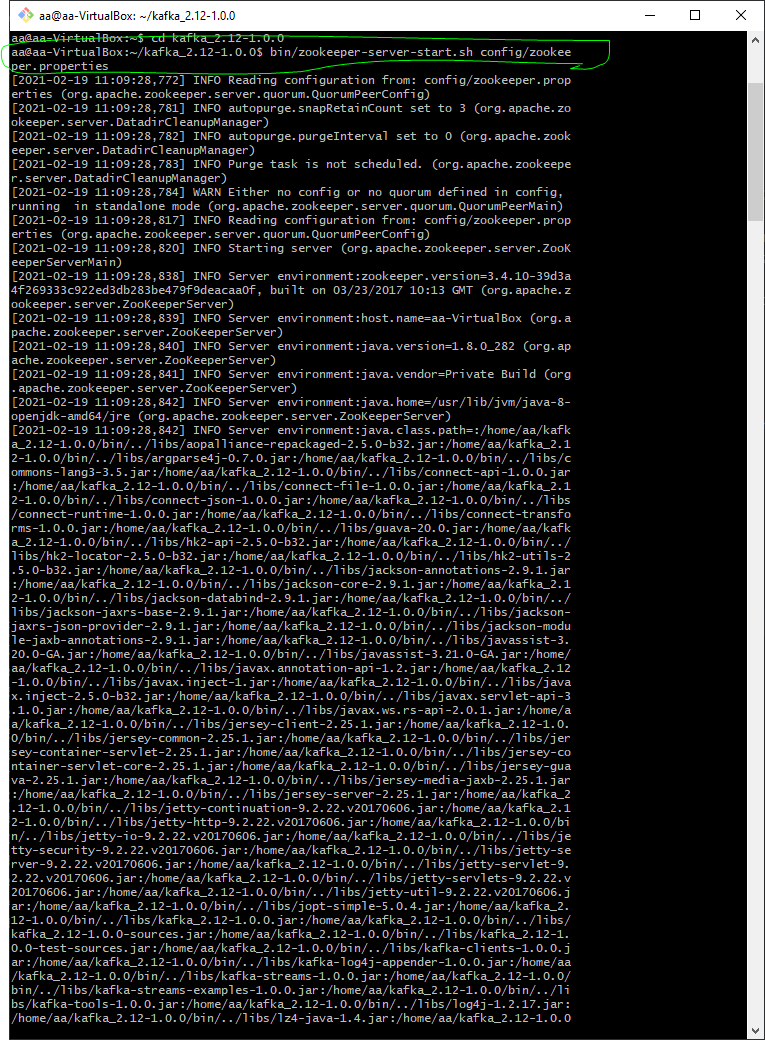 aa@aa-VirtualBox: ~/kafka_2.12-1.0.0
aa@aa-VirtualBox:~$ cd kafka_2.12-1.0.0
aa@aa-VirtualBox:~/kafka_2.12-1.0.0$ bin/zookeeper-server-start.sh config/zookee
per.properties
[2021-02-19 11:09:28,772] INFO Reading configuration from: config/zookeeper.prop
erties (org.apache.zookeeper.server.quorum.QuorumPeerConfig)
[2021-02-19 11:09:28,781] INFO autopurge.snapRetainCount set to 3 (org.apache.zo
okeeper.server.DatadirCleanupManager)
[2021-02-19 11:09:28,782] INFO autopurge.purgeInterval set to 0 (org.apache.zook
eeper.server.DatadirCleanupManager)
[2021-02-19 11:09:28,783] INFO Purge task is not scheduled. (org.apache.zookeepe
r.server.DatadirCleanupManager)
[2021-02-19 11:09:28,784] WARN Either no config or no quorum defined in config,
running  in standalone mode (org.apache.zookeeper.server.quorum.QuorumPeerMain)
[2021-02-19 11:09:28,817] INFO Reading configuration from: config/zookeeper.prop
erties (org.apache.zookeeper.server.quorum.QuorumPeerConfig)
[2021-02-19 11:09:28,820] INFO Starting server (org.apache.zookeeper.server.ZooK
eeperServerMain)
[2021-02-19 11:09:28,838] INFO Server environment:zookeeper.version=3.4.10-39d3a
4f269333c922ed3db283be479f9deacaa0f, built on 03/23/2017 10:13 GMT (org.apache.z
ookeeper.server.ZooKeeperServer)
[2021-02-19 11:09:28,839] INFO Server environment:host.name=aa-VirtualBox (org.a
pache.zookeeper.server.ZooKeeperServer)
[2021-02-19 11:09:28,840] INFO Server environment:java.version=1.8.0_282 (org.ap
ache.zookeeper.server.ZooKeeperServer)
[2021-02-19 11:09:28,841] INFO Server environment:java.vendor=Private Build (org
.apache.zookeeper.server.ZooKeeperServer)
[2021-02-19 11:09:28,842] INFO Server environment:java.home=/usr/lib/jvm/java-8-
openjdk-amd64/jre (org.apache.zookeeper.server.ZooKeeperServer)
[2021-02-19 11:09:28,842] INFO Server environment:java.class.path=:/home/aa/kafk
a_2.12-1.0.0/bin/../libs/aopalliance-repackaged-2.5.0-b32.jar:/home/aa/kafka_2.1
2-1.0.0/bin/../libs/argparse4j-0.7.0.jar:/home/aa/kafka_2.12-1.0.0/bin/../libs/c
ommons-lang3-3.5.jar:/home/aa/kafka_2.12-1.0.0/bin/../libs/connect-api-1.0.0.jar
:/home/aa/kafka_2.12-1.0.0/bin/../libs/connect-file-1.0.0.jar:/home/aa/kafka_2.1
2-1.0.0/bin/../libs/connect-json-1.0.0.jar:/home/aa/kafka_2.12-1.0.0/bin/../libs
/connect-runtime-1.0.0.jar:/home/aa/kafka_2.12-1.0.0/bin/../libs/connect-transfo
rms-1.0.0.jar:/home/aa/kafka_2.12-1.0.0/bin/../libs/guava-20.0.jar:/home/aa/kafk
a_2.12-1.0.0/bin/../libs/hk2-api-2.5.0-b32.jar:/home/aa/kafka_2.12-1.0.0/bin/../
libs/hk2-locator-2.5.0-b32.jar:/home/aa/kafka_2.12-1.0.0/bin/../libs/hk2-utils-2
.5.0-b32.jar:/home/aa/kafka_2.12-1.0.0/bin/../libs/jackson-annotations-2.9.1.jar
:/home/aa/kafka_2.12-1.0.0/bin/../libs/jackson-core-2.9.1.jar:/home/aa/kafka_2.1
2-1.0.0/bin/../libs/jackson-databind-2.9.1.jar:/home/aa/kafka_2.12-1.0.0/bin/../
libs/jackson-jaxrs-base-2.9.1.jar:/home/aa/kafka_2.12-1.0.0/bin/../libs/jackson-
jaxrs-json-provider-2.9.1.jar:/home/aa/kafka_2.12-1.0.0/bin/../libs/jackson-modu
le-jaxb-annotations-2.9.1.jar:/home/aa/kafka_2.12-1.0.0/bin/../libs/javassist-3.
20.0-GA.jar:/home/aa/kafka_2.12-1.0.0/bin/../libs/javassist-3.21.0-GA.jar:/home/
aa/kafka_2.12-1.0.0/bin/../libs/javax.annotation-api-1.2.jar:/home/aa/kafka_2.12
-1.0.0/bin/../libs/javax.inject-1.jar:/home/aa/kafka_2.12-1.0.0/bin/../libs/java
x.inject-2.5.0-b32.jar:/home/aa/kafka_2.12-1.0.0/bin/../libs/javax.servlet-api-3
.1.0.jar:/home/aa/kafka_2.12-1.0.0/bin/../libs/javax.ws.rs-api-2.0.1.jar:/home/a
a/kafka_2.12-1.0.0/bin/../libs/jersey-client-2.25.1.jar:/home/aa/kafka_2.12-1.0.
0/bin/../libs/jersey-common-2.25.1.jar:/home/aa/kafka_2.12-1.0.0/bin/../libs/jer
sey-container-servlet-2.25.1.jar:/home/aa/kafka_2.12-1.0.0/bin/../libs/jersey-co
ntainer-servlet-core-2.25.1.jar:/home/aa/kafka_2.12-1.0.0/bin/../libs/jersey-gua
va-2.25.1.jar:/home/aa/kafka_2.12-1.0.0/bin/../libs/jersey-media-jaxb-2.25.1.jar
:/home/aa/kafka_2.12-1.0.0/bin/../libs/jersey-server-2.25.1.jar:/home/aa/kafka_2
.12-1.0.0/bin/../libs/jetty-continuation-9.2.22.v20170606.jar:/home/aa/kafka_2.1
2-1.0.0/bin/../libs/jetty-http-9.2.22.v20170606.jar:/home/aa/kafka_2.12-1.0.0/bi
n/../libs/jetty-io-9.2.22.v20170606.jar:/home/aa/kafka_2.12-1.0.0/bin/../libs/je
tty-security-9.2.22.v20170606.jar:/home/aa/kafka_2.12-1.0.0/bin/../libs/jetty-se
rver-9.2.22.v20170606.jar:/home/aa/kafka_2.12-1.0.0/bin/../libs/jetty-servlet-9.
2.22.v20170606.jar:/home/aa/kafka_2.12-1.0.0/bin/../libs/jetty-servlets-9.2.22.v
20170606.jar:/home/aa/kafka_2.12-1.0.0/bin/../libs/jetty-util-9.2.22.v20170606.j
ar:/home/aa/kafka_2.12-1.0.0/bin/../libs/jopt-simple-5.0.4.jar:/home/aa/kafka_2.
12-1.0.0/bin/../libs/kafka_2.12-1.0.0.jar:/home/aa/kafka_2.12-1.0.0/bin/../libs/
kafka_2.12-1.0.0-sources.jar:/home/aa/kafka_2.12-1.0.0/bin/../libs/kafka_2.12-1.
0.0-test-sources.jar:/home/aa/kafka_2.12-1.0.0/bin/../libs/kafka-clients-1.0.0.j
ar:/home/aa/kafka_2.12-1.0.0/bin/../libs/kafka-log4j-appender-1.0.0.jar:/home/aa
/kafka_2.12-1.0.0/bin/../libs/kafka-streams-1.0.0.jar:/home/aa/kafka_2.12-1.0.0/
bin/../libs/kafka-streams-examples-1.0.0.jar:/home/aa/kafka_2.12-1.0.0/bin/../li
bs/kafka-tools-1.0.0.jar:/home/aa/kafka_2.12-1.0.0/bin/../libs/log4j-1.2.17.jar:
/home/aa/kafka_2.12-1.0.0/bin/../libs/lz4-java-1.4.jar:/home/aa/kafka_2.12-1.0.0